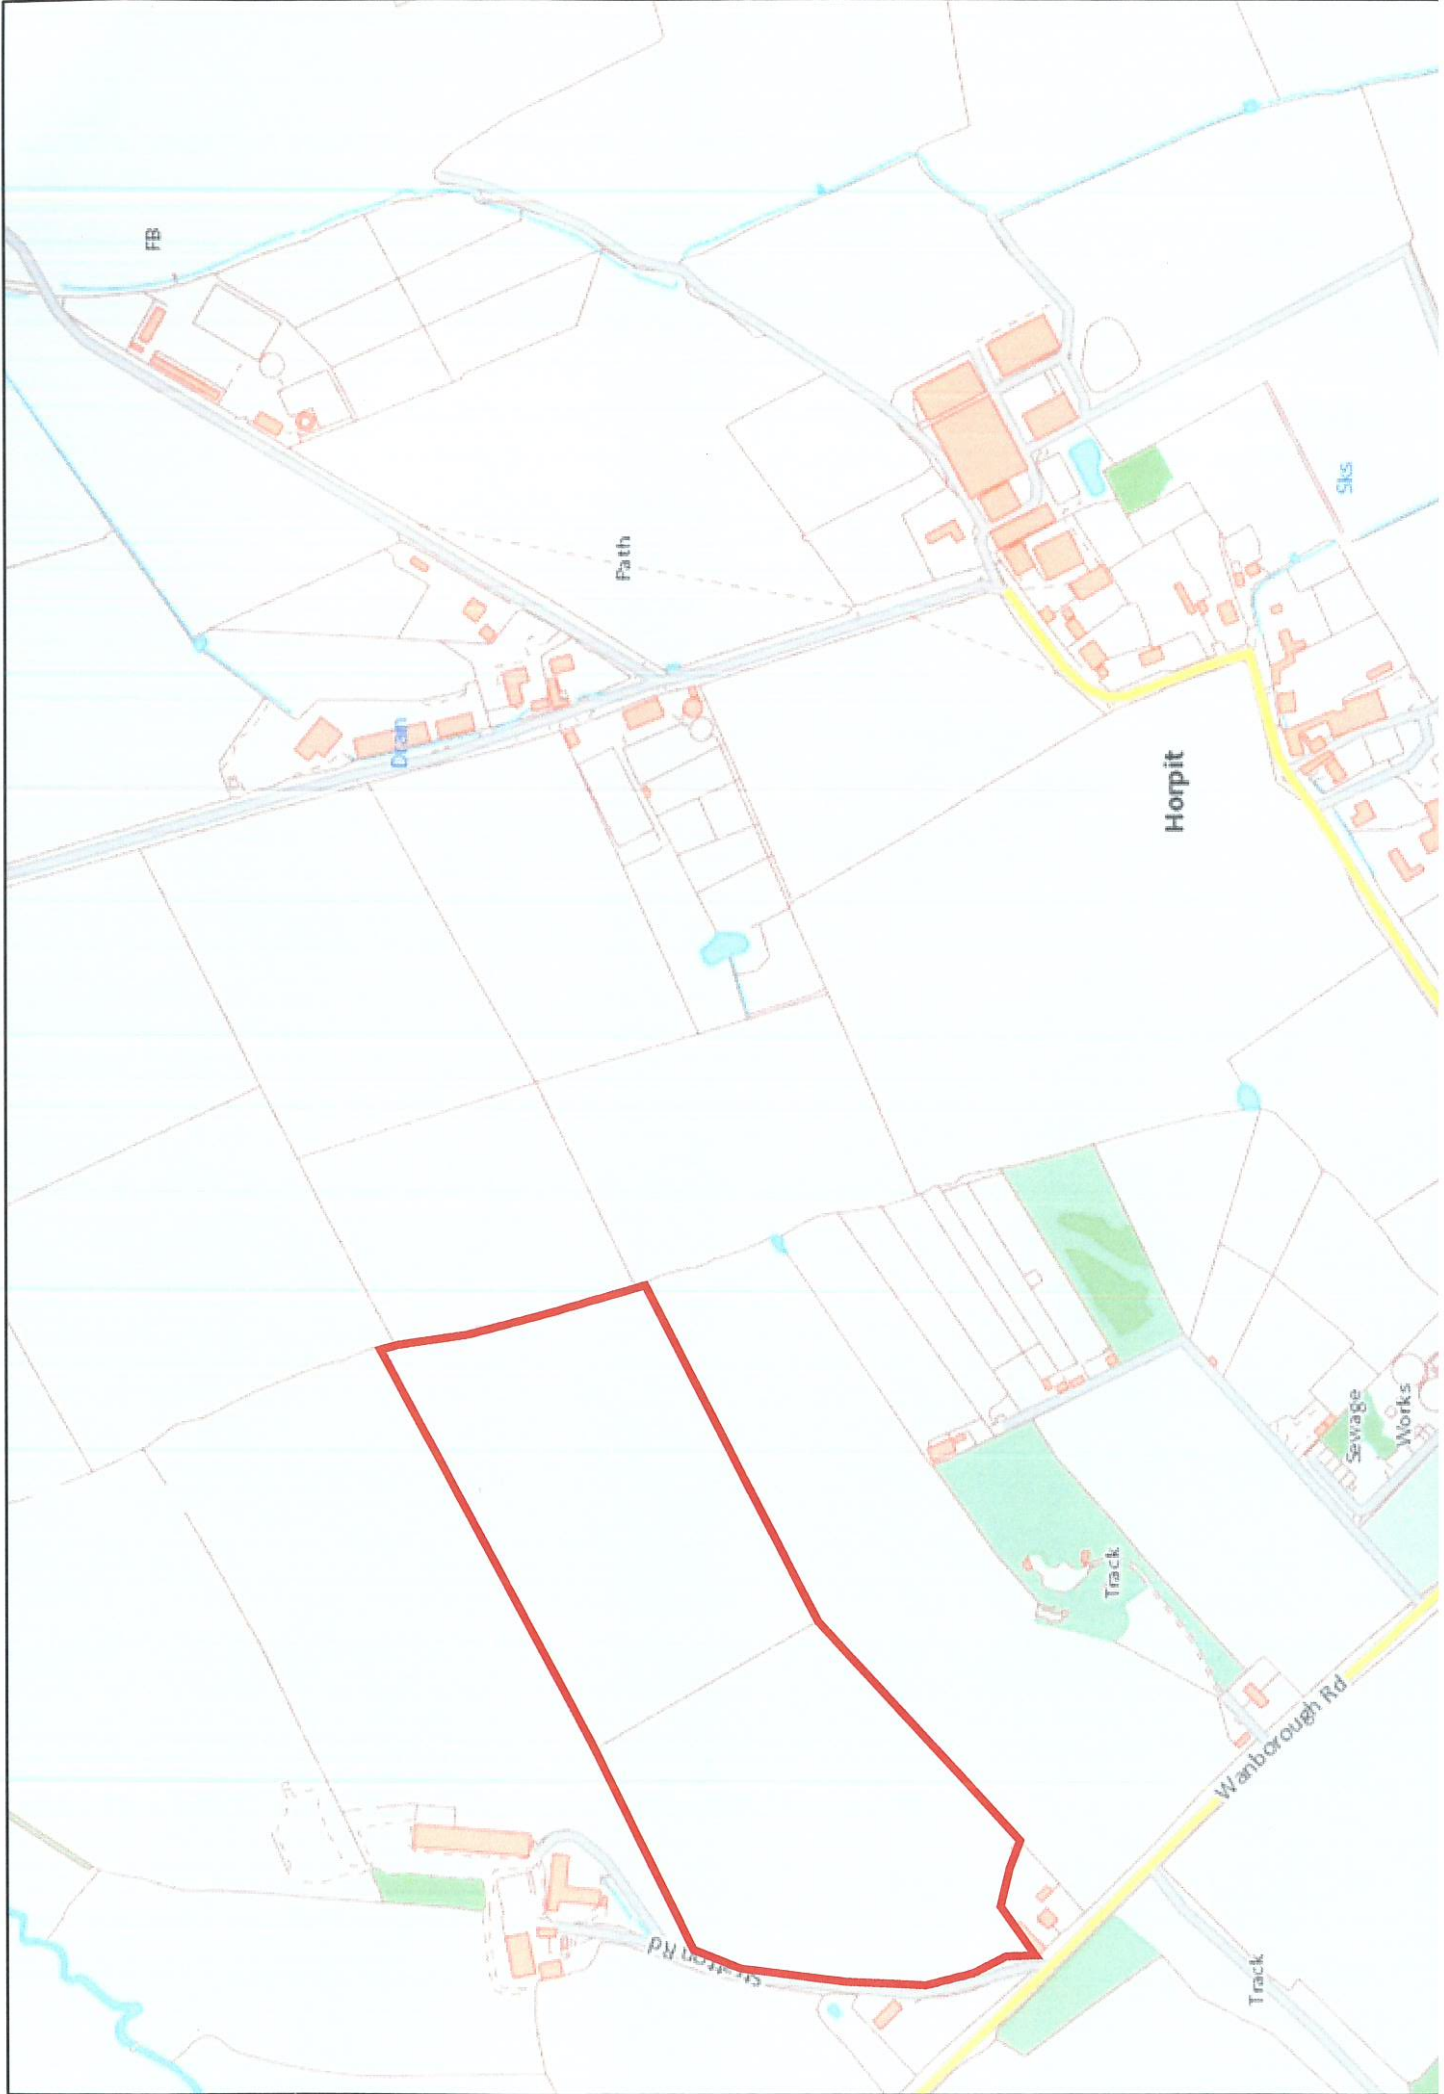 FB
Path
Drain
Sks
Horpit
Sewage
Works
Track
Wanborough Rd
Stratton Rd
Track